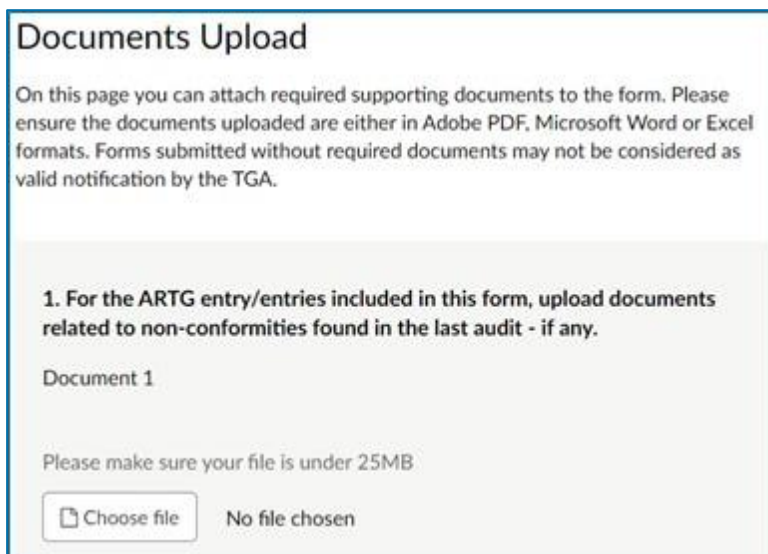 Documents Upload
On this page you can attach required supporting documents to the form. Please
ensure the documents uploaded are either in Adobe PDF, Microsoft Word or Excel
formats. Forms submitted without required documents may not be considered as
valid notification by the TGA.
1. For the ARTG entry/entries included in this form, upload documents
related to non-conformities found in the last audit - if any.
Document 1
Please make sure your file is under 25MB
Choose file No file chosen